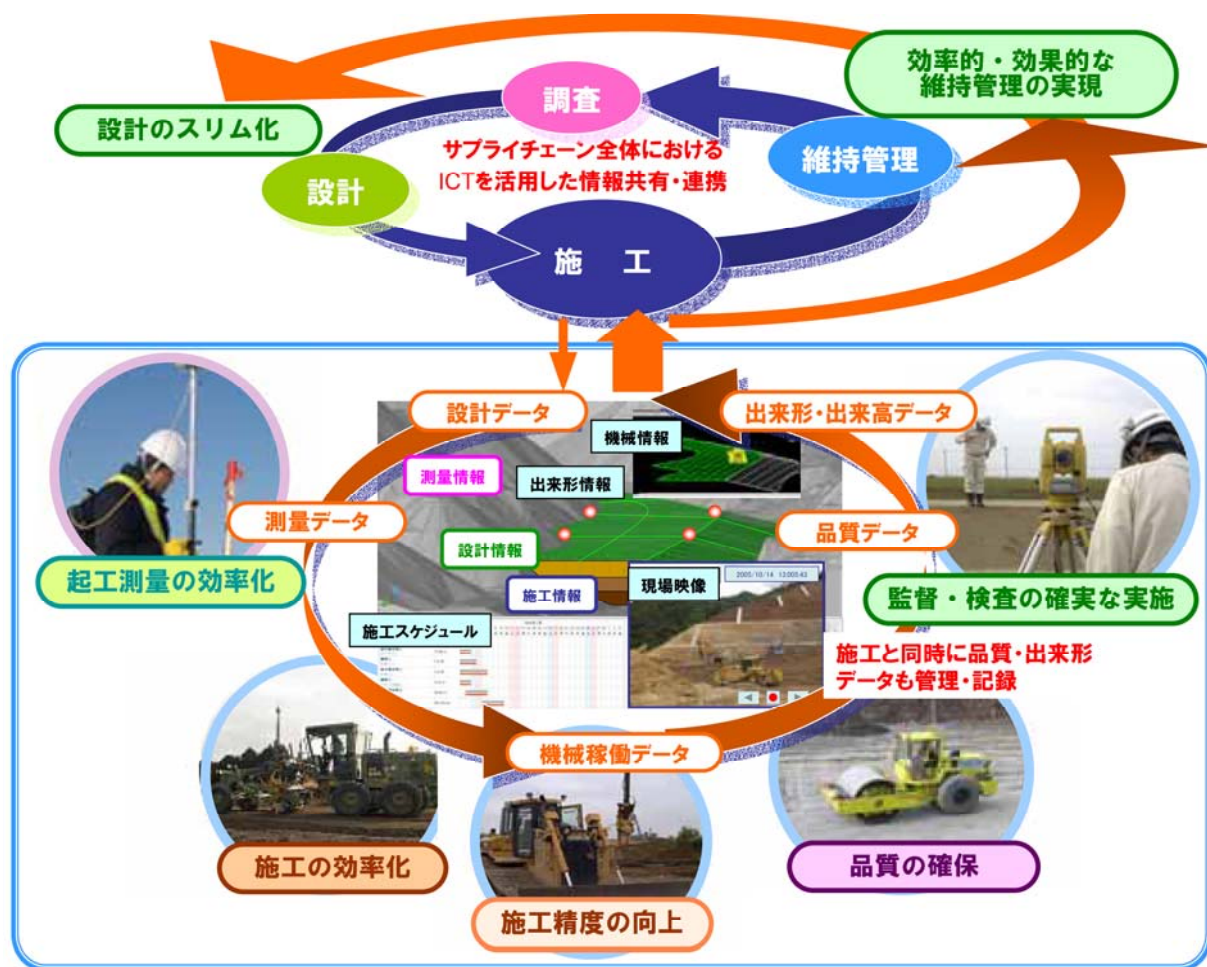 効率的・効果的な
維持管理の実現
調査
設計のスリム化
サプライチェーン全体における
ICTを活用した情報共有・連携
維持管理
設計
施 工
設計データ
出来形・出来高データ
機械情報
測量情報
出来形情報
測量データ
品質データ
設計情報
2005/10/14 13:005:43
現場映像
起工測量の効率化
施工情報
監督・検査の確実な実施
施工スケジュール
施工と同時に品質・出来形
データも管理・記録
機械稼働データ
施工の効率化
品質の確保
施工精度の向上